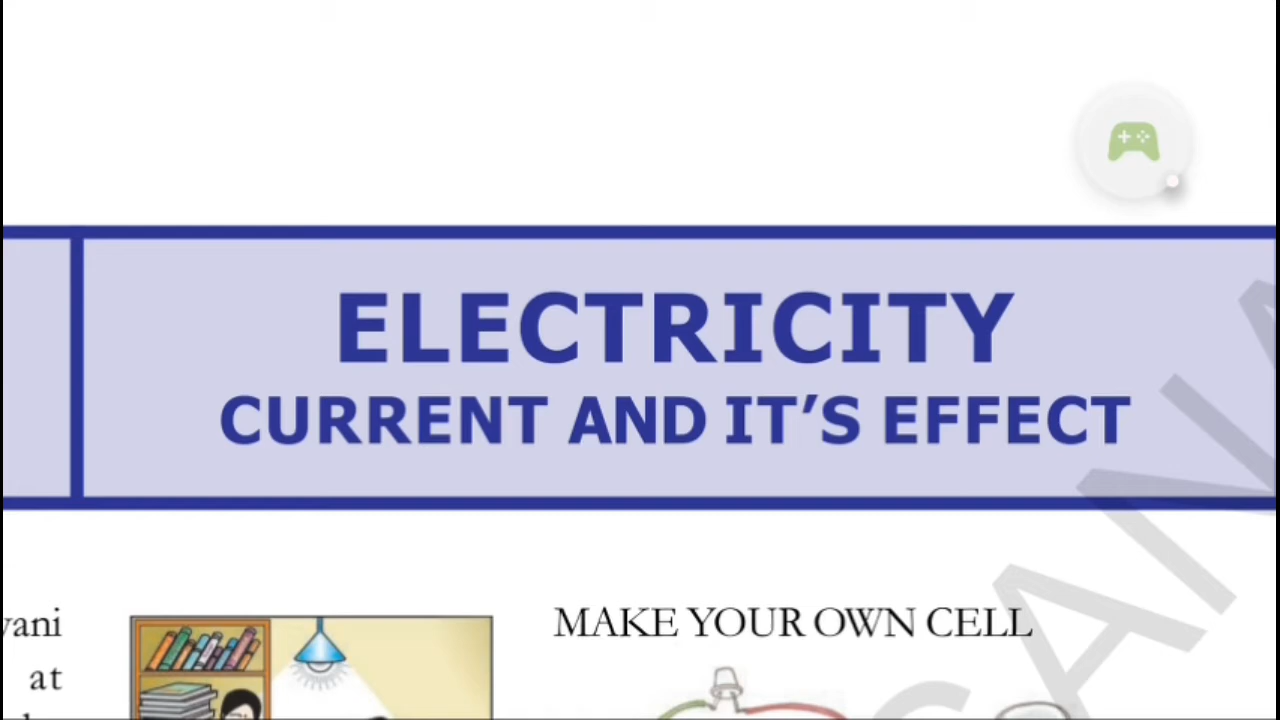 ELECTRICITY
CURRENT AND IT’S EFFECT
MAKE YOUR OWN CELL
at